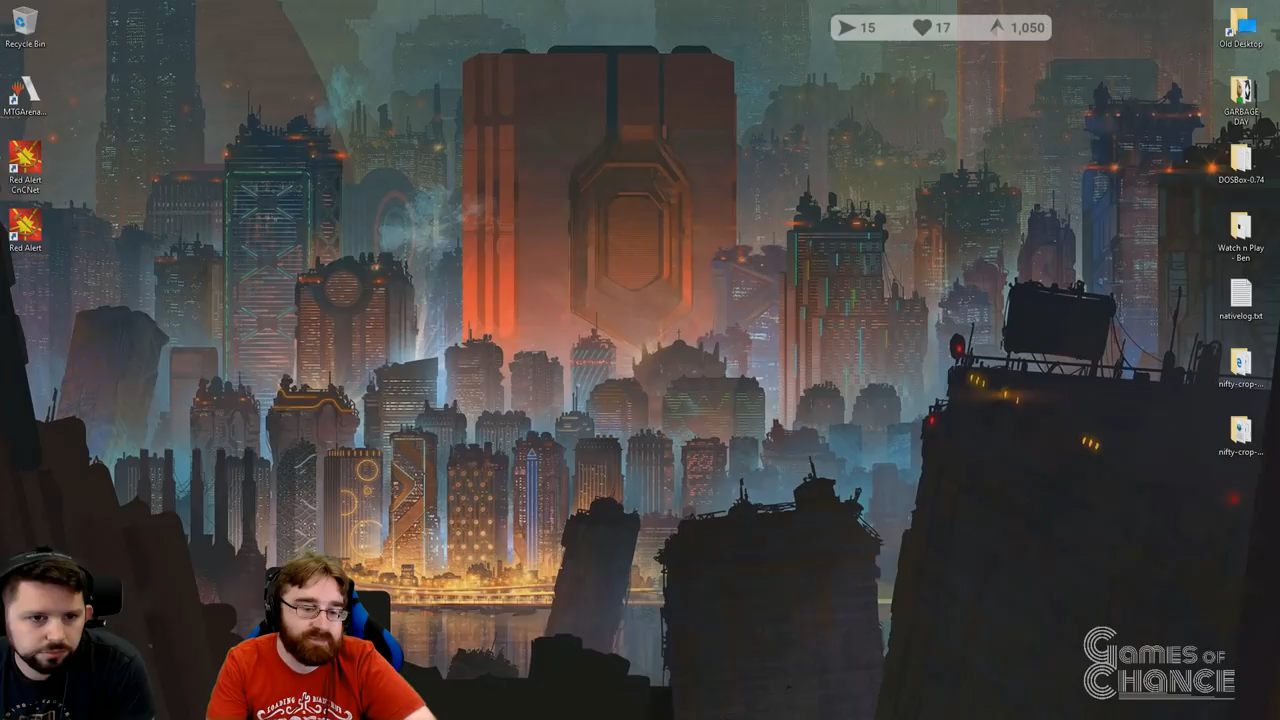 Recycle Bin
MTGArena...
Red Alert
CnCNet
Red Alert
15
17
1,050
Old Desktop
GARBAGE
DAY
DOSBox-0.74
Watch n Play
- Ben
nativelog.txt
nifty-crop-...
nifty-crop-...
LOADING
GAMES OF
CHANCE